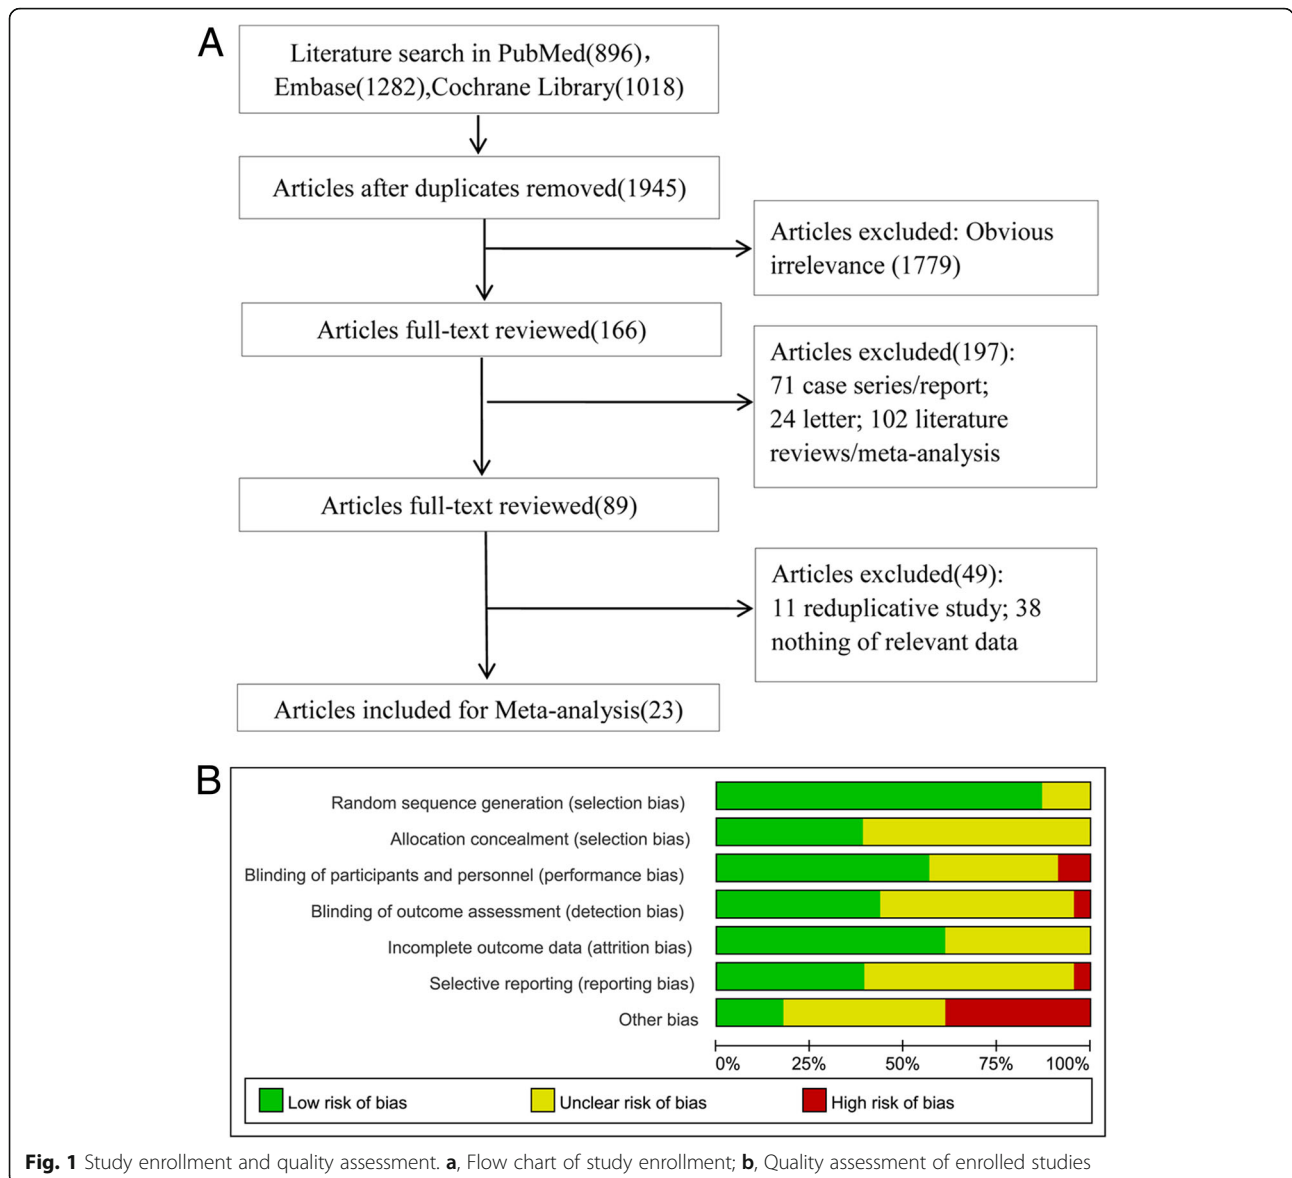 A
Literature search in PubMed(896),
Embase(1282),Cochrane Library(1018)
Articles after duplicates removed(1945)
Articles excluded: Obvious
irrelevance (1779)
Articles full-text reviewed(166)
Articles excluded(197):
71 case series/report;
24 letter; 102 literature
reviews/meta-analysis
Articles full-text reviewed(89)
Articles excluded(49):
11 reduplicative study; 38
nothing of relevant data
Articles included for Meta-analysis(23)
B
Random sequence generation (selection bias)
Allocation concealment (selection bias)
Blinding of participants and personnel (performance bias)
Blinding of outcome assessment (detection bias)
Incomplete outcome data (attrition bias)
Selective reporting (reporting bias)
Other bias
0% 25% 50% 75% 100%
Low risk of bias Unclear risk of bias High risk of bias
Fig. 1 Study enrollment and quality assessment. a, Flow chart of study enrollment; b, Quality assessment of enrolled studies